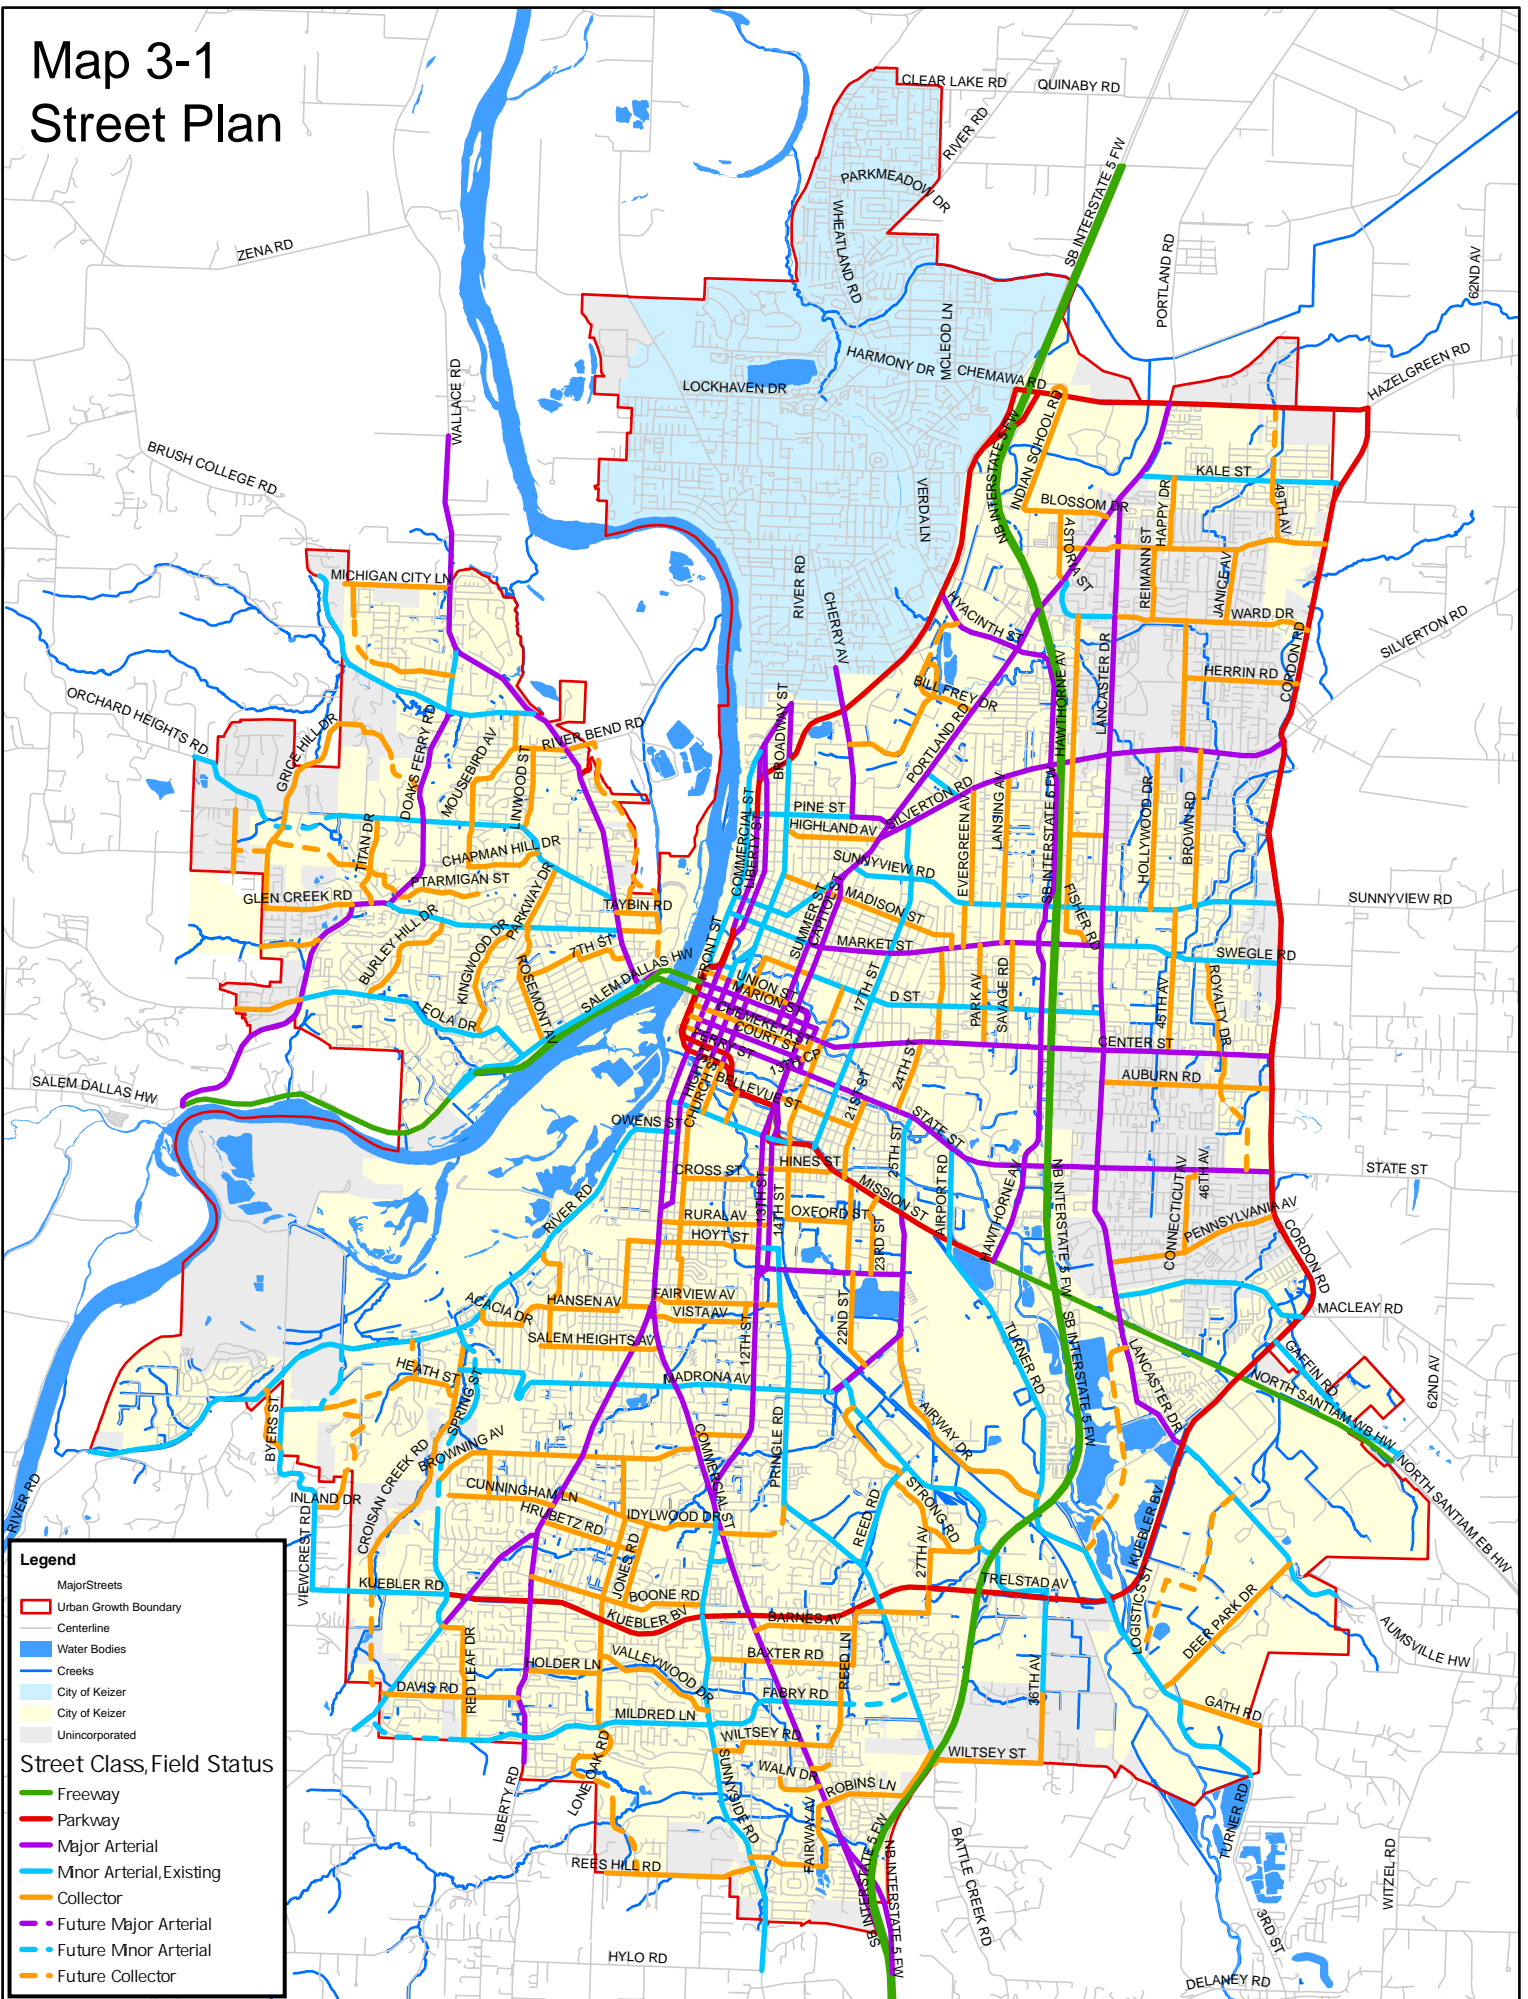 Map 3-1
Street Plan
CLEAR LAKE RD
QUINABY RD
RIVER RD
SB INTERSTATE 5 FW
PARKMEADOW DR
WHEATLAND RD
ZENA RD
PORTLAND RD
62ND AV
MCLEOD LN
HARMONY DR
CHEMAWA RD
LOCKHAVEN DR
HAZELGREEN RD
WALLACE RD
INDIAN SCHOOL RD
NB INTERSTATE 5 FW
BRUSH COLLEGE RD
KALE ST
VERDA LN
BLOSSOM DR
HAPPY DR
49TH AV
ASTORIA ST
REIMANN ST
JANICE AV
MICHIGAN CITY LN
RIVER RD
CHERRY AV
HYACINTH ST
WARD DR
CORDON RD
SILVERTON RD
HERRIN RD
BILL FREY DR
LANCASTER DR
HAWTHORNE AV
ORCHARD HEIGHTS RD
GRICE HILL DR
DOAKS FERRY RD
MOUSEBIRD AV
LINWOOD ST
RIVER BEND RD
BROADWAY ST
PORTLAND RD
SILVERTON RD
COMMERCIAL ST
LIBERTY ST
PINE ST
HIGHLAND AV
EVERGREEN AV
LANSING AV
SB INTERSTATE 5 FW
HOLLYWOOD DR
BROWN RD
TITAN DR
CHAPMAN HILL DR
PTARMIGAN ST
PARKWAY DR
SUNNYVIEW RD
MADISON ST
SUMMER ST
CAPITOL ST
FISHER RD
SUNNYVIEW RD
GLEN CREEK RD
TAYBIN RD
BURLEY HILL DR
KINGWOOD DR
7TH ST
MARKET ST
SWEGLE RD
FRONT ST
ROSEMONT AV
SALEM DALLAS HW
UNION ST
MARION ST
17TH ST
D ST
PARK AV
SAVAGE RD
45TH AV
ROYALTY DR
EOLA DR
CHEMEKETA ST
COURT ST
FERRY ST
13TH CP
CENTER ST
24TH ST
AUBURN RD
SALEM DALLAS HW
HIGH ST
CHURCH ST
BELLEVUE ST
21ST ST
OWENS ST
STATE ST
25TH ST
AIRPORT RD
HAWTHORNE AV
NB INTERSTATE 5 FW
CONNECTICUT AV
46TH AV
STATE ST
CROSS ST
HINES ST
MISSION ST
RIVER RD
13TH ST
14TH ST
RURAL AV
OXFORD ST
HOYT ST
23RD ST
PENNSYLVANIA AV
CORDON RD
ACACIA DR
HANSEN AV
FAIRVIEW AV
VISTA AV
SALEM HEIGHTS AV
12TH ST
22ND ST
TURNER RD
SB INTERSTATE 5 FW
MACLEAY RD
LANCASTER DR
GAFFIN RD
NORTH SANTIAM WB HW
62ND AV
HEATH ST
SPRING ST
MADRONA AV
BYERS ST
PRINGLE RD
AIRWAY DR
COMMERCIAL ST
BROWNING AV
CROISAN CREEK RD
CUNNINGHAM LN
HRUBETZ RD
IDYLWOOD DR
INLAND DR
STRONG RD
REED RD
27TH AV
KUEBLER BV
NORTH SANTIAM EB HW
RIVER RD
VIEWCREST RD
JONES RD
KUEBLER RD
BOONE RD
KUEBLER BV
BARNES AV
TRELSTAD AV
LOGISTICS ST
DEER PARK DR
AUMSVILLE HW
RED LEAF DR
HOLDER LN
VALLEYWOOD DR
BAXTER RD
REED LN
36TH AV
DAVIS RD
FABRY RD
GATH RD
MILDRED LN
WILTSEY RD
WILTSEY ST
WALN DR
ROBINS LN
LONE OAK RD
LIBERTY RD
SUNNYSIDE RD
FAIRWAY AV
REES HILL RD
SB INTERSTATE 5 FW
NB INTERSTATE 5 FW
BATTLE CREEK RD
TURNER RD
WITZEL RD
3RD ST
HYLO RD
DELANEY RD
Legend
MajorStreets
Urban Growth Boundary
Centerline
Water Bodies
Creeks
City of Keizer
City of Keizer
Unincorporated
Street Class, Field Status
Freeway
Parkway
Major Arterial
Minor Arterial, Existing
Collector
Future Major Arterial
Future Minor Arterial
Future Collector